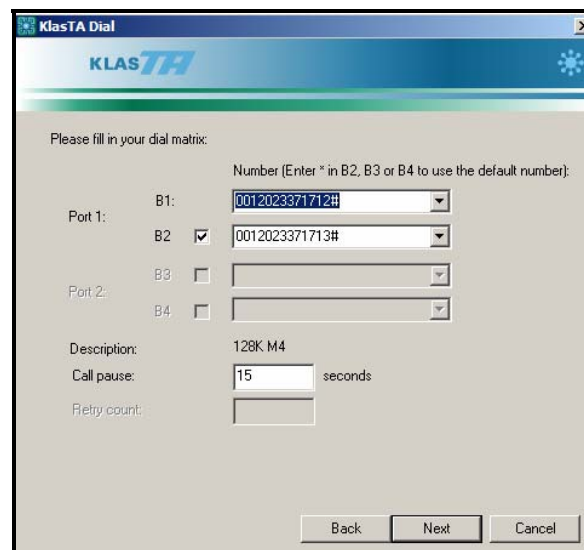 KlasTA Dial
KLAS TA
Please fill in your dial matrix:
Number (Enter * in B2, B3 or B4 to use the default number):
Port 1:
B1:
0012023371712#
B2
0012023371713#
Port 2:
B3
B4
Description:
128K M4
Call pause:
15
seconds
Retry count:
Back
Next
Cancel